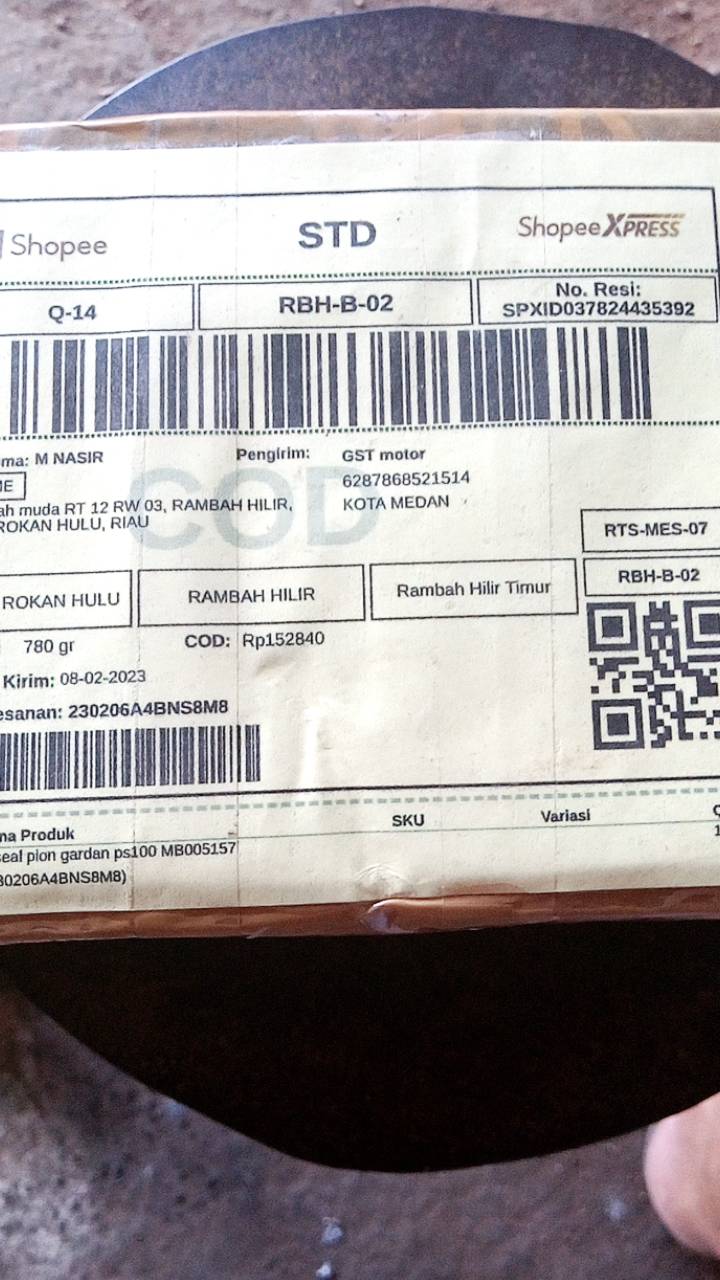 Shopee STD Shopee XPRESS
Q-14 RBH-B-02 No. Resi: SPXID037824435392
ma: M NASIR Pengirim: GST motor
ME 6287868521514
ah muda RT 12 RW 03, RAMBAH HILIR, KOTA MEDAN
ROKAN HULU, RIAU
COD
RTS-MES-07
ROKAN HULU RAMBAH HILIR Rambah Hilir Timur RBH-B-02
780 gr COD: Rp152840
Kirim: 08-02-2023
esanan: 230206A4BNS8M8
na Produk SKU Variasi
seal pion gardan ps100 MB005157 1
30206A4BNS8M8)